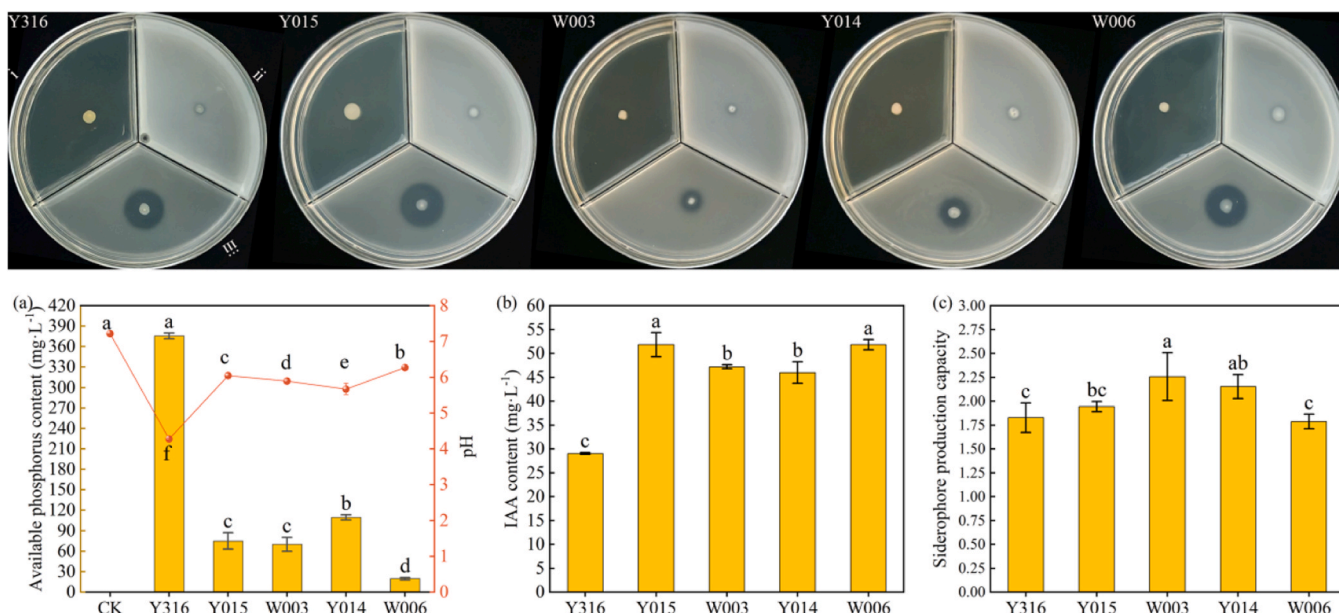 Y316 Y015 W003 Y014 W006
i ii
iii
(a)
Available phosphorus content (mg·L⁻¹)
420
390
360
330
300
270
240
210
180
150
120
90
60
30
0
a a c d e b
f
c c b d
8
7
6
5
4
3
2
1
0
pH
CK Y316 Y015 W003 Y014 W006
(b)
IAA content (mg·L⁻¹)
60
55
50
45
40
35
30
25
20
15
10
5
0
c a b b a
Y316 Y015 W003 Y014 W006
(c)
Siderophore production capacity
3.00
2.75
2.50
2.25
2.00
1.75
1.50
1.25
1.00
0.75
0.50
0.25
0.00
c bc a ab c
Y316 Y015 W003 Y014 W006